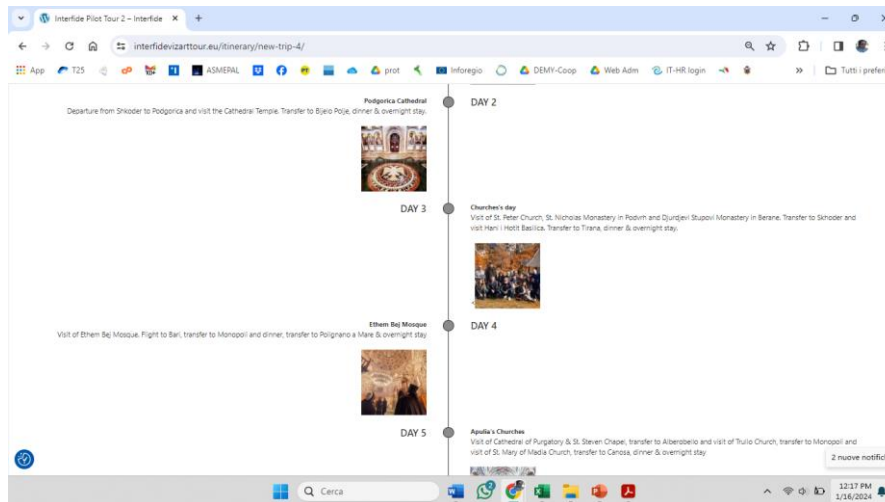 Interfide Pilot Tour 2 – Interfide
interfidevizarttour.eu/itinerary/new-trip-4/
App
T25
ASMEPAL
prot
Inforegio
DEMY-Coop
Web Adm
IT-HR login
Tutti i preferi
Podgorica Cathedral
Departure from Shkoder to Podgorica and visit the Cathedral Temple. Transfer to Bijelo Polje, dinner & overnight stay.
DAY 2
DAY 3
Churches's day
Visit of St. Peter Church, St. Nicholas Monastery in Podvrh and Djurdjevi Stupovi Monastery in Berane. Transfer to Skhoder and
visit Hani i Hotit Basilica. Transfer to Tirana, dinner & overnight stay.
Ethem Bej Mosque
Visit of Ethem Bej Mosque. Flight to Bari, transfer to Monopoli and dinner, transfer to Polignano a Mare & overnight stay
DAY 4
DAY 5
Apulia's Churches
Visit of Cathedral of Purgatory & St. Steven Chapel, transfer to Alberobello and visit of Trullo Church, transfer to Monopoli and
visit of St. Mary of Madia Church, transfer to Canosa, dinner & overnight stay
2 nuove notific
Cerca
12:17 PM
1/16/2024